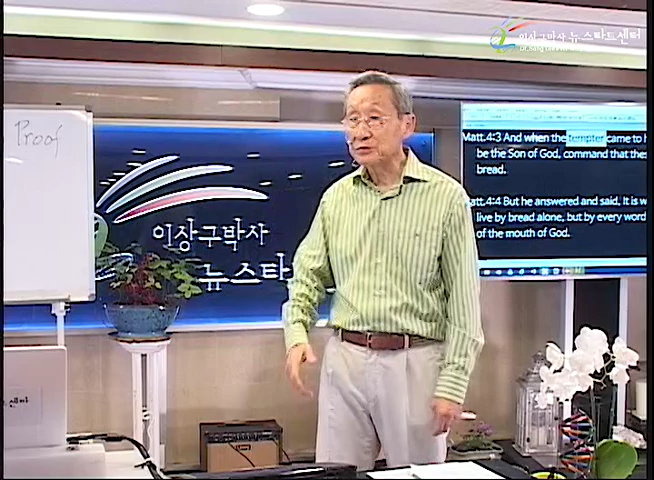 이상구박사 뉴스타트센터
Proof
Matt.4:3 And when the tempter came to h
be the Son of God, command that thes
bread.
att.4:4 But he answered and said, It is w
live by bread alone, but by every word
of the mouth of God.
이상구박사
뉴스타